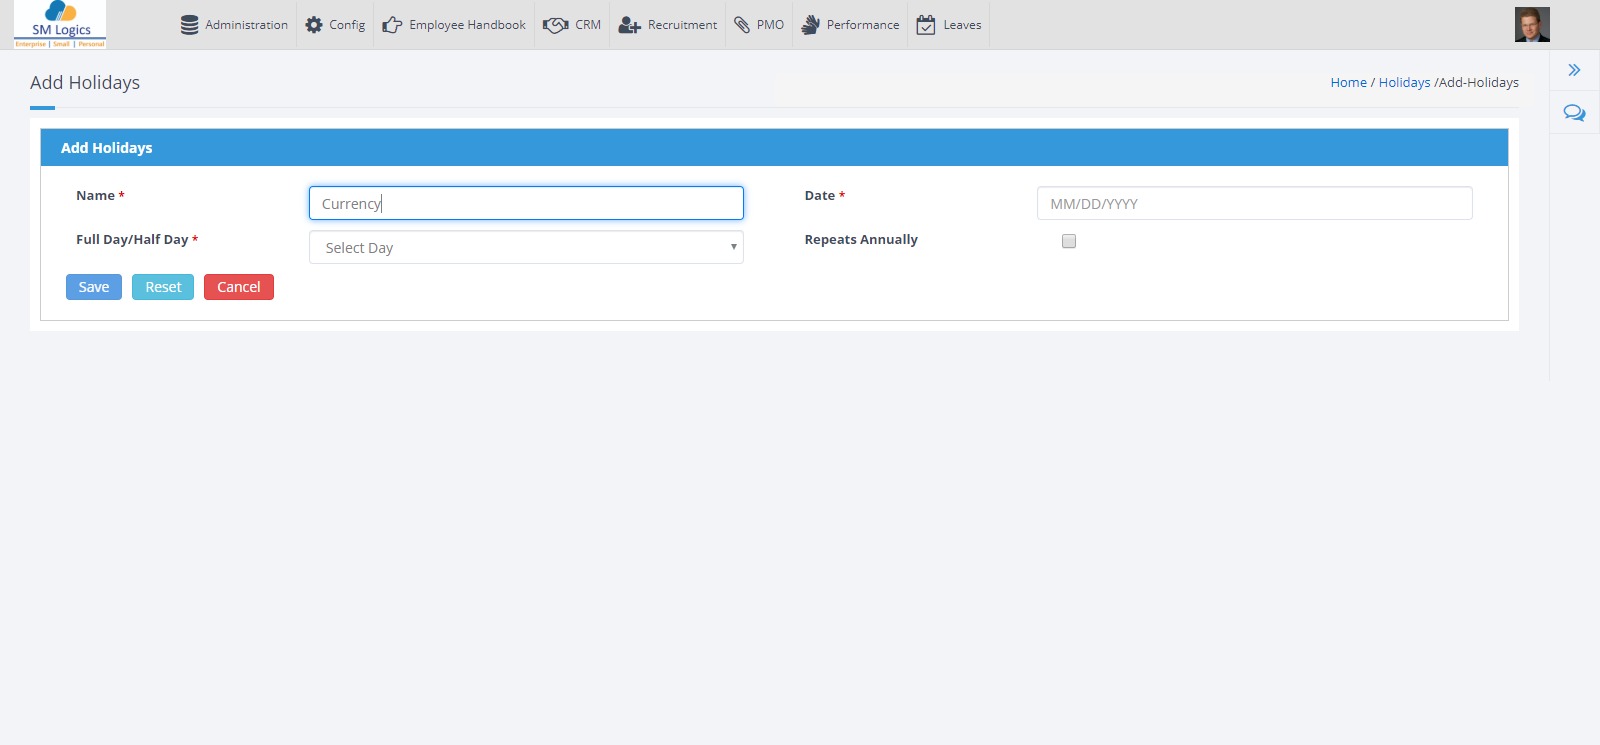 SM Logics
Enterprise | Small | Personal
Administration Config Employee Handbook CRM Recruitment PMO Performance Leaves
Add Holidays
Home / Holidays /Add-Holidays
Add Holidays
Name * Currency Date * MM/DD/YYYY
Full Day/Half Day * Select Day Repeats Annually
Save Reset Cancel